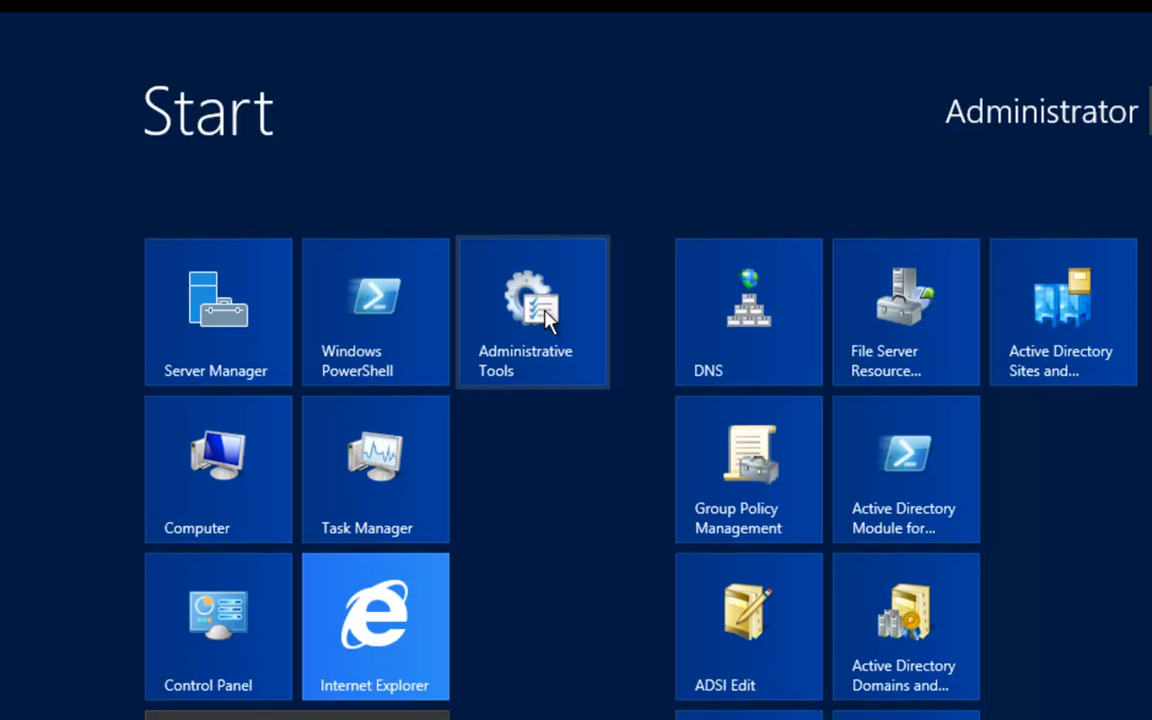 Start
Administrator
Server Manager
Windows
PowerShell
Administrative
Tools
DNS
File Server
Resource...
Active Directory
Sites and...
Computer
Task Manager
Group Policy
Management
Active Directory
Module for...
Control Panel
Internet Explorer
ADSI Edit
Active Directory
Domains and...